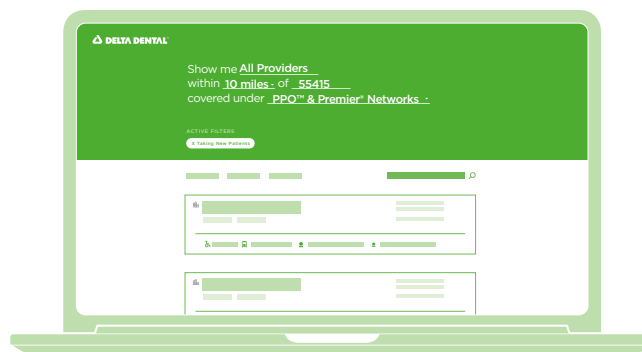 DELTA DENTAL
Show me All Providers
within 10 miles - of 55415
covered under PPO™ & Premier® Networks -
ACTIVE FILTERS
X Taking New Patients